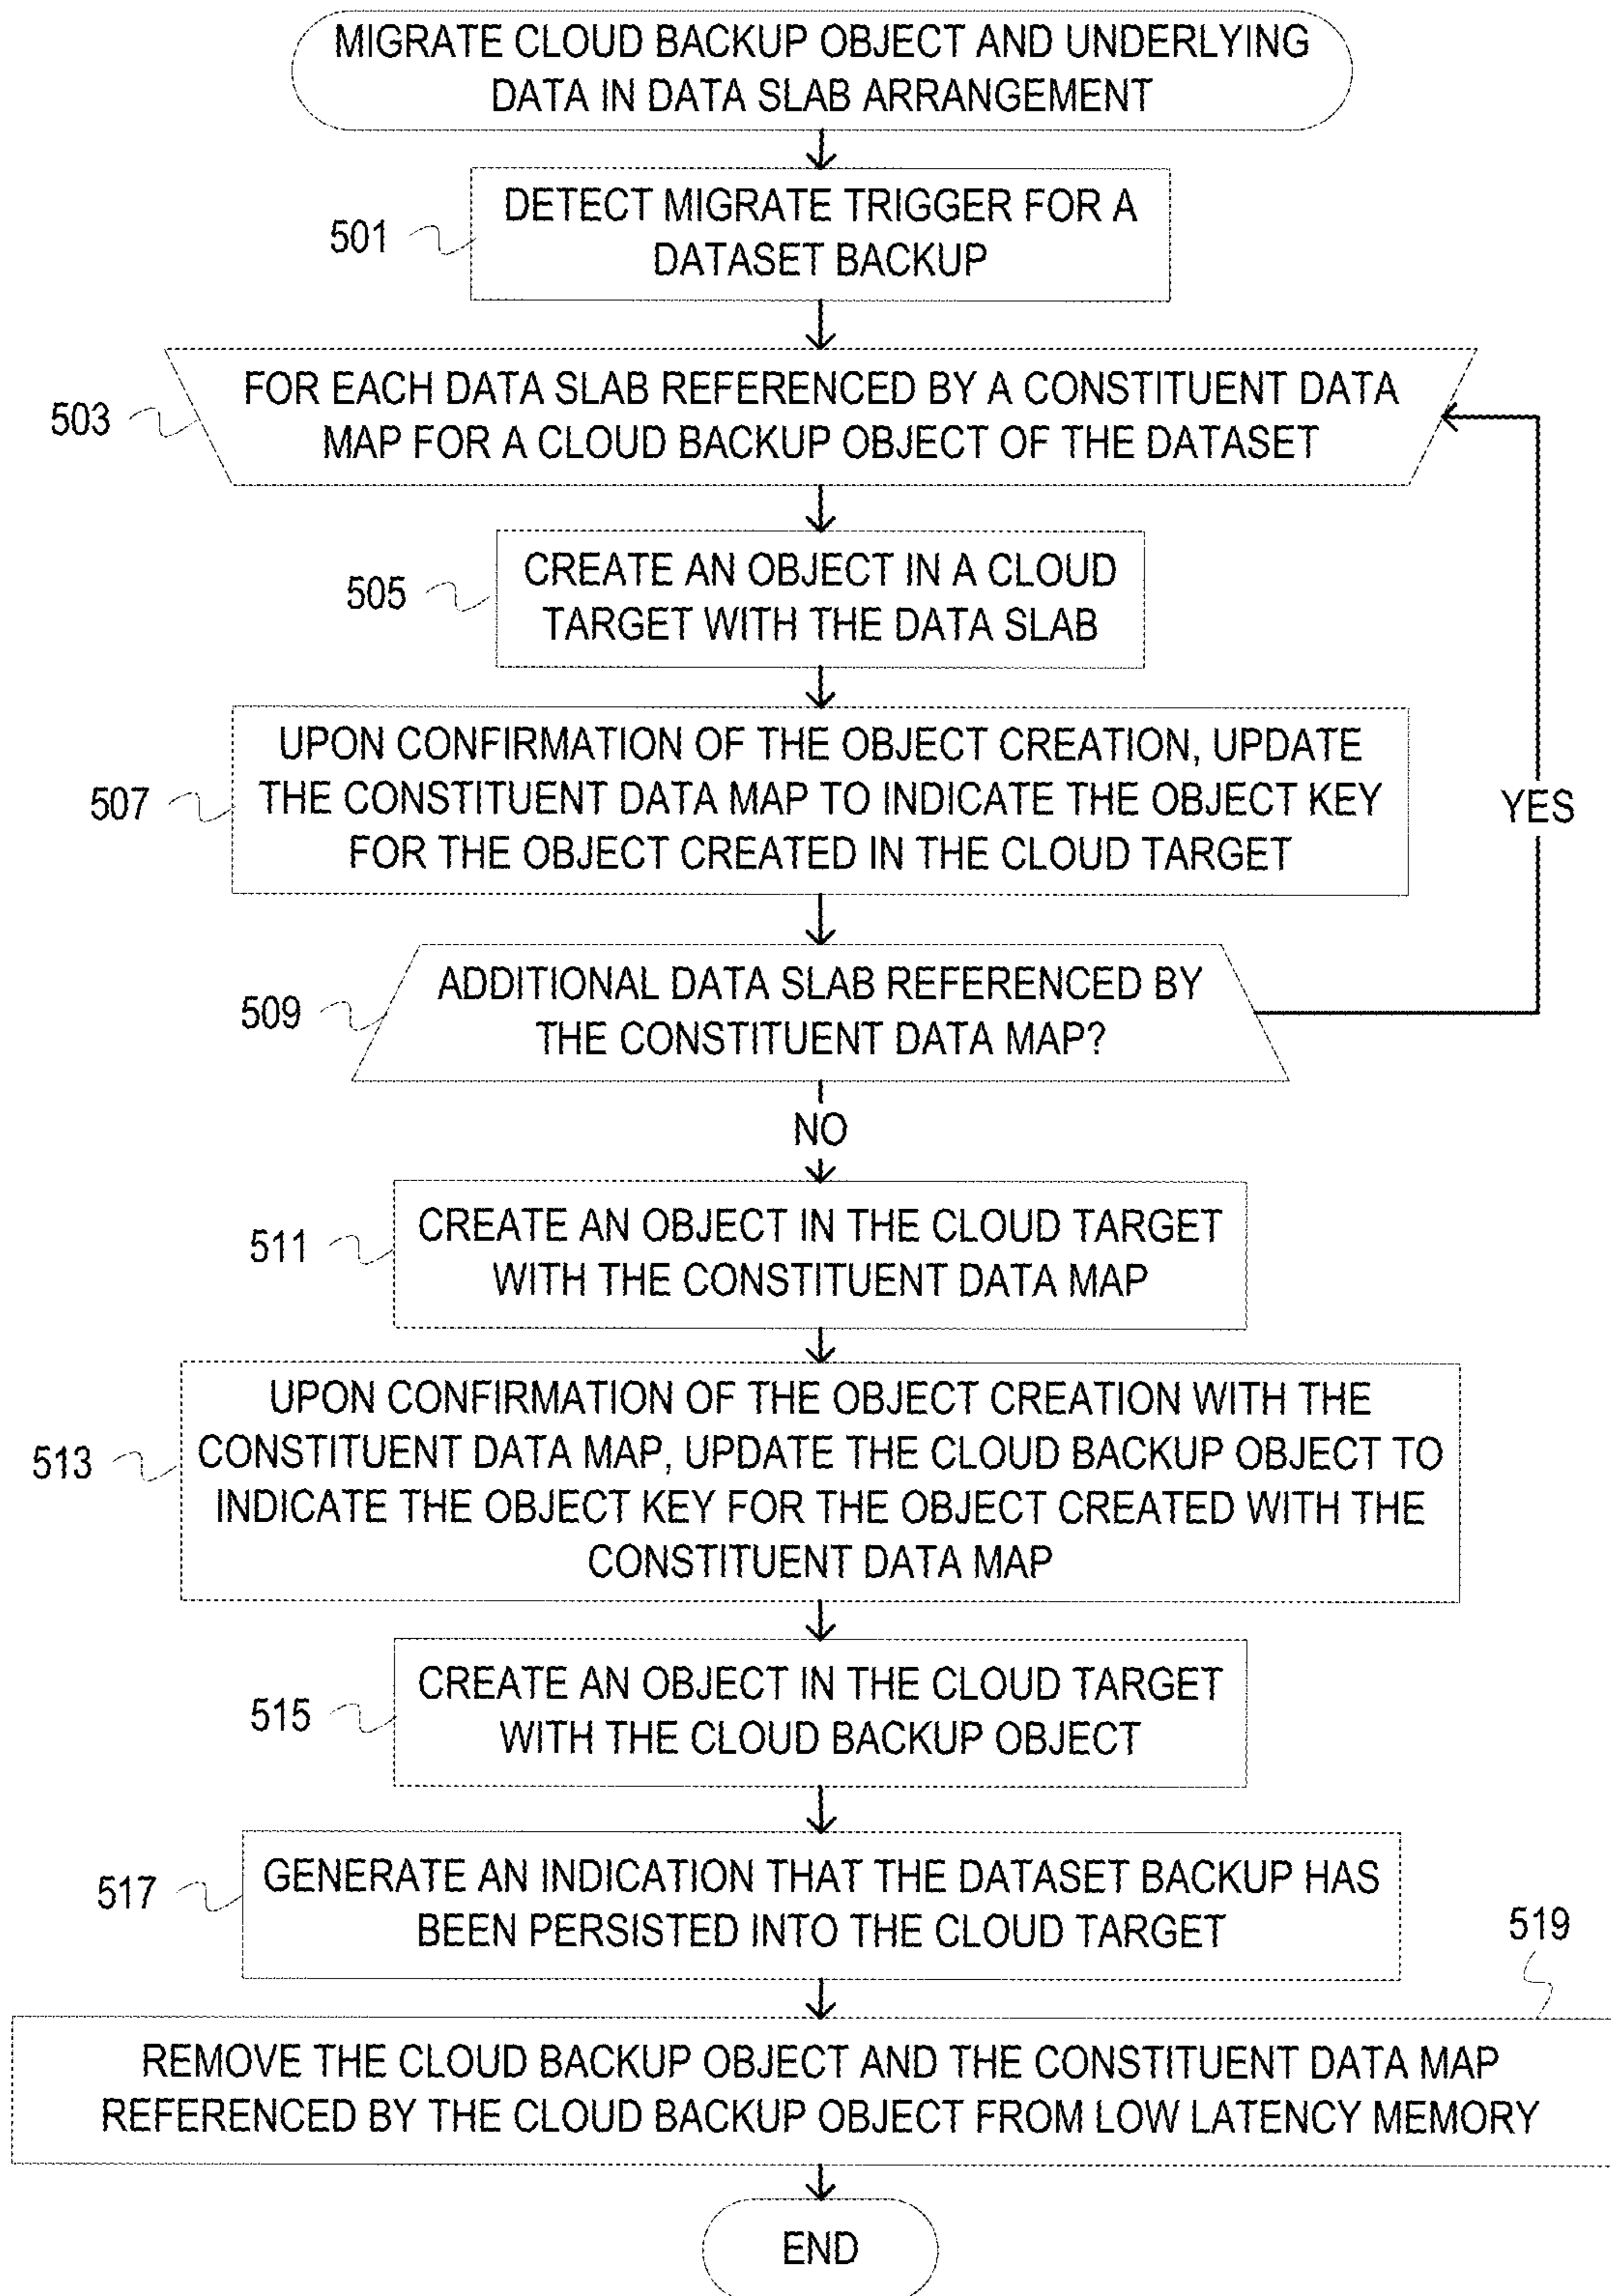 MIGRATE CLOUD BACKUP OBJECT AND UNDERLYING
DATA IN DATA SLAB ARRANGEMENT
501
DETECT MIGRATE TRIGGER FOR A
DATASET BACKUP
503
FOR EACH DATA SLAB REFERENCED BY A CONSTITUENT DATA
MAP FOR A CLOUD BACKUP OBJECT OF THE DATASET
505
CREATE AN OBJECT IN A CLOUD
TARGET WITH THE DATA SLAB
507
UPON CONFIRMATION OF THE OBJECT CREATION, UPDATE
THE CONSTITUENT DATA MAP TO INDICATE THE OBJECT KEY
FOR THE OBJECT CREATED IN THE CLOUD TARGET
YES
509
ADDITIONAL DATA SLAB REFERENCED BY
THE CONSTITUENT DATA MAP?
NO
511
CREATE AN OBJECT IN THE CLOUD TARGET
WITH THE CONSTITUENT DATA MAP
513
UPON CONFIRMATION OF THE OBJECT CREATION WITH THE
CONSTITUENT DATA MAP, UPDATE THE CLOUD BACKUP OBJECT TO
INDICATE THE OBJECT KEY FOR THE OBJECT CREATED WITH THE
CONSTITUENT DATA MAP
515
CREATE AN OBJECT IN THE CLOUD TARGET
WITH THE CLOUD BACKUP OBJECT
517
GENERATE AN INDICATION THAT THE DATASET BACKUP HAS
BEEN PERSISTED INTO THE CLOUD TARGET
519
REMOVE THE CLOUD BACKUP OBJECT AND THE CONSTITUENT DATA MAP
REFERENCED BY THE CLOUD BACKUP OBJECT FROM LOW LATENCY MEMORY
END